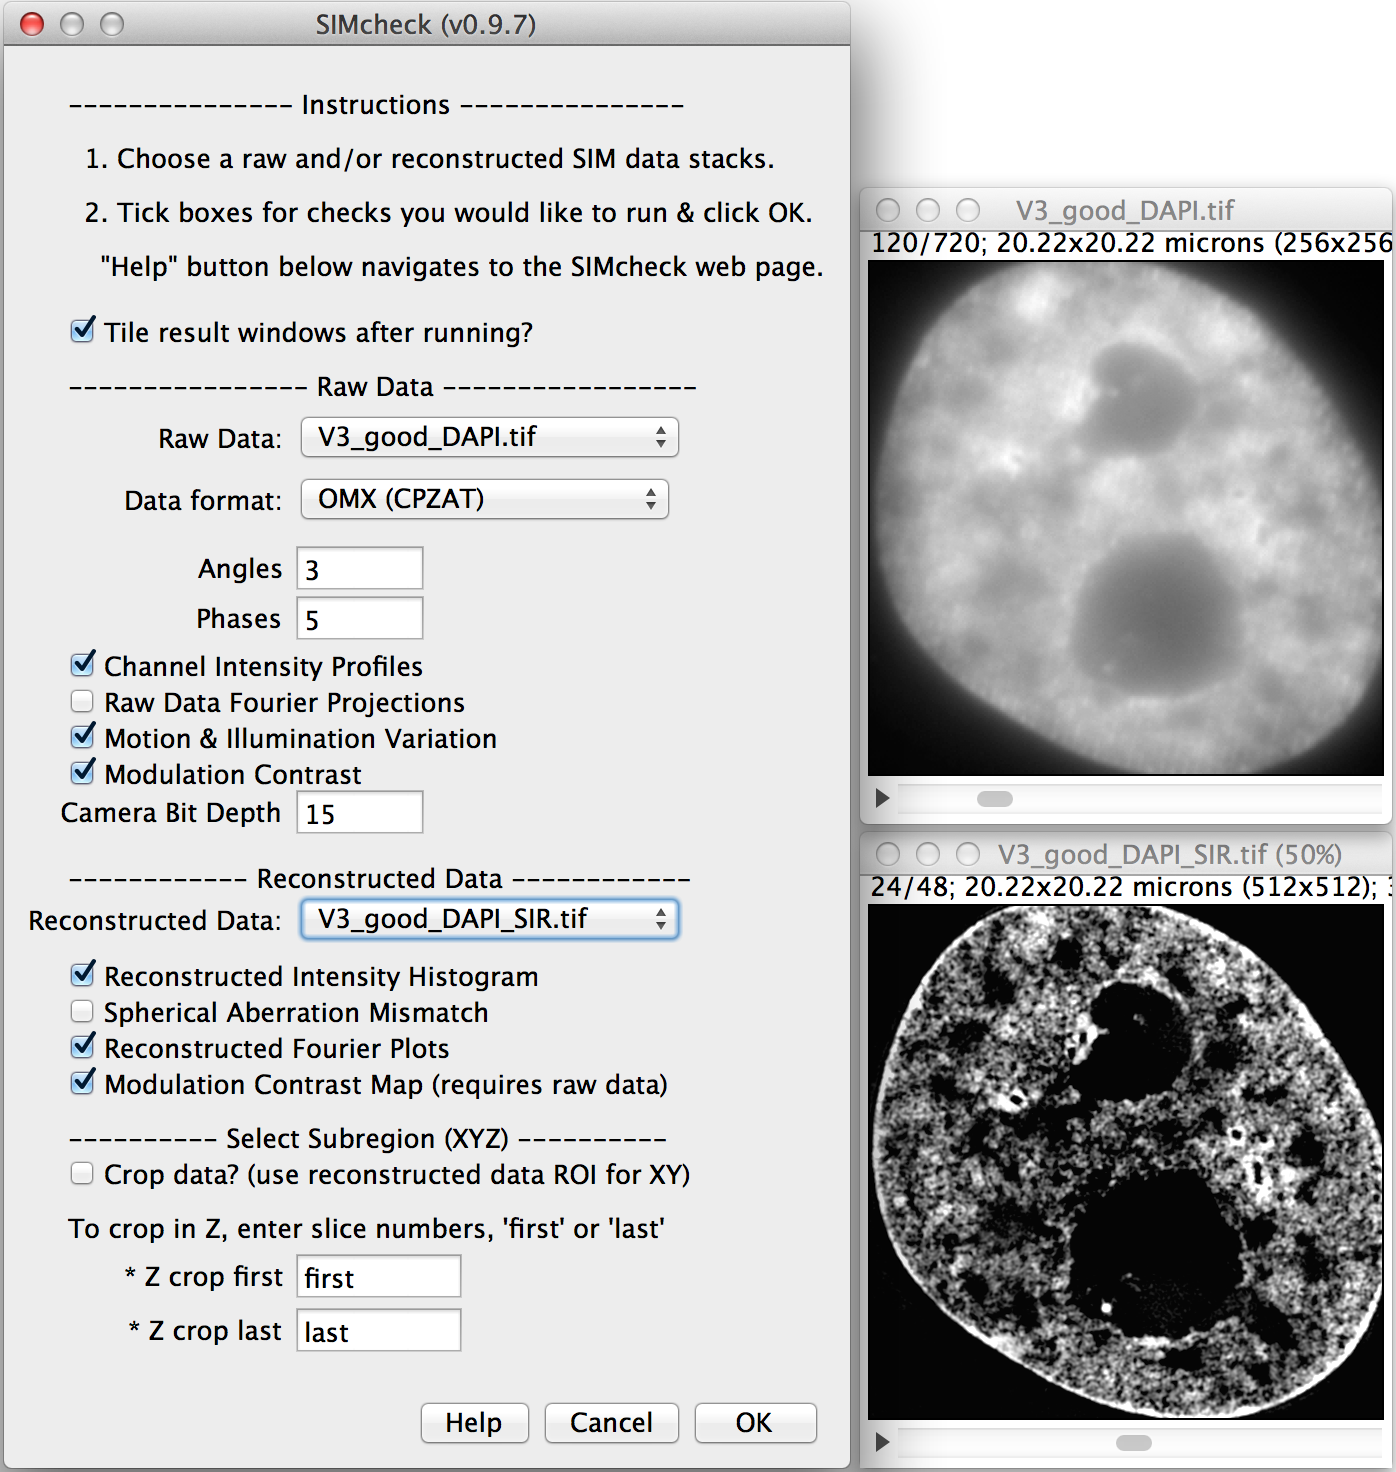 SIMcheck (v0.9.7)
--------------- Instructions ---------------
1. Choose a raw and/or reconstructed SIM data stacks.
2. Tick boxes for checks you would like to run & click OK.
"Help" button below navigates to the SIMcheck web page.
Tile result windows after running?
---------------- Raw Data -----------------
Raw Data: V3_good_DAPI.tif
Data format: OMX (CPZAT)
Angles 3
Phases 5
Channel Intensity Profiles
Raw Data Fourier Projections
Motion & Illumination Variation
Modulation Contrast
Camera Bit Depth 15
------------ Reconstructed Data ------------
Reconstructed Data: V3_good_DAPI_SIR.tif
Reconstructed Intensity Histogram
Spherical Aberration Mismatch
Reconstructed Fourier Plots
Modulation Contrast Map (requires raw data)
---------- Select Subregion (XYZ) ----------
Crop data? (use reconstructed data ROI for XY)
To crop in Z, enter slice numbers, 'first' or 'last'
* Z crop first first
* Z crop last last
Help Cancel OK
V3_good_DAPI.tif
120/720; 20.22x20.22 microns (256x256
V3_good_DAPI_SIR.tif (50%)
24/48; 20.22x20.22 microns (512x512);